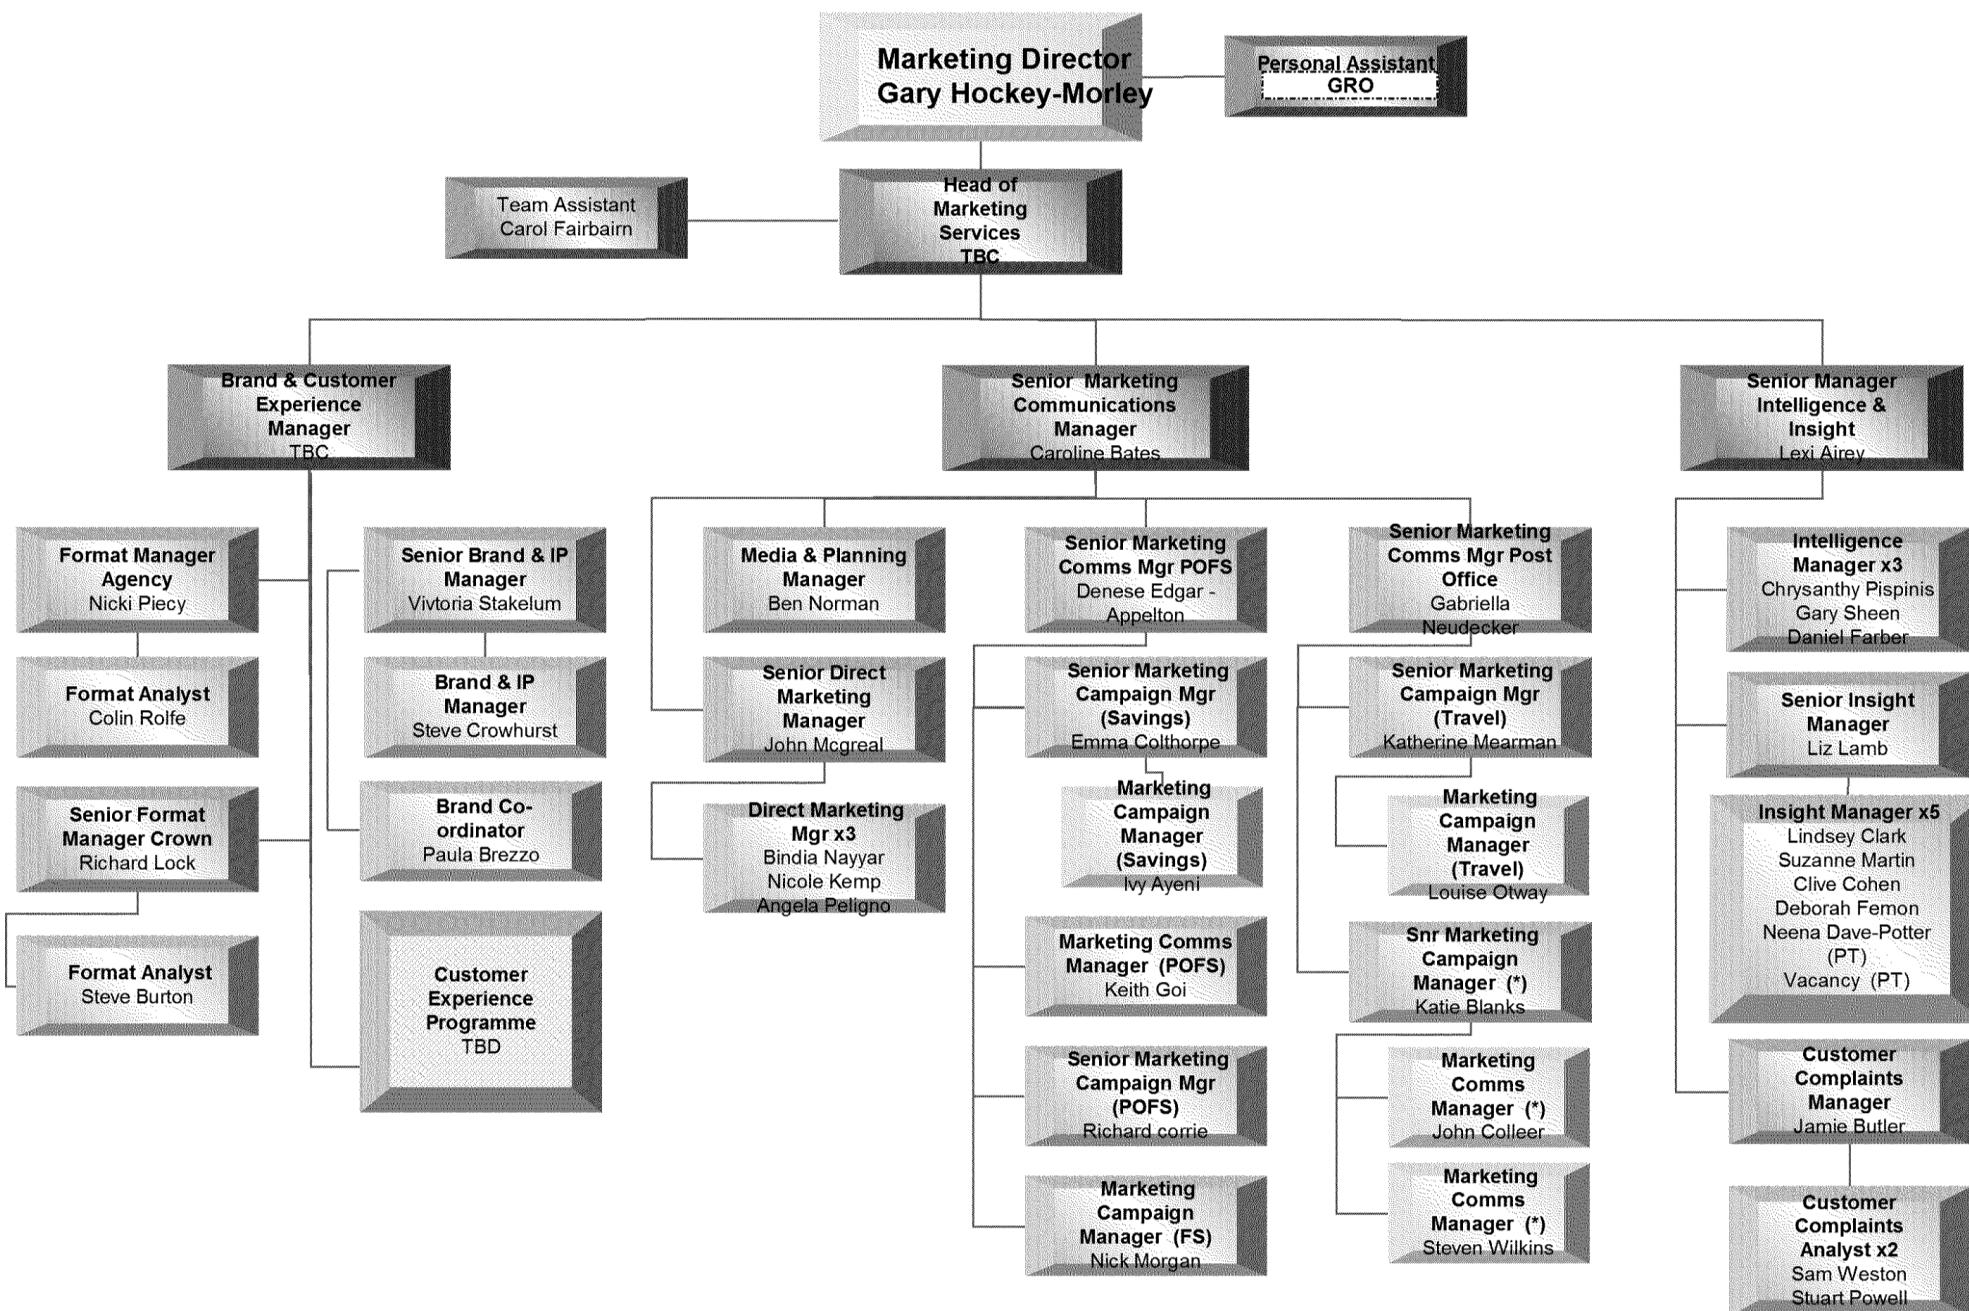 Marketing Director
Gary Hockey-Morley
Personal Assistant
GRO
Team Assistant
Carol Fairbairn
Head of
Marketing
Services
TBC
Brand & Customer
Experience
Manager
TBC
Senior Marketing
Communications
Manager
Caroline Bates
Senior Manager
Intelligence &
Insight
Lexi Airey
Format Manager
Agency
Nicki Piecy
Format Analyst
Colin Rolfe
Senior Format
Manager Crown
Richard Lock
Format Analyst
Steve Burton
Senior Brand & IP
Manager
Vivtoria Stakelum
Brand & IP
Manager
Steve Crowhurst
Brand Co-
ordinator
Paula Brezzo
Customer
Experience
Programme
TBD
Media & Planning
Manager
Ben Norman
Senior Direct
Marketing
Manager
John Mcgreal
Direct Marketing
Mgr x3
Bindia Nayyar
Nicole Kemp
Angela Peligno
Senior Marketing
Comms Mgr POFS
Denese Edgar -
Appelton
Senior Marketing
Campaign Mgr
(Savings)
Emma Colthorpe
Marketing
Campaign
Manager
(Savings)
Ivy Ayeni
Marketing Comms
Manager (POFS)
Keith Goi
Senior Marketing
Campaign Mgr
(POFS)
Richard corrie
Marketing
Campaign
Manager (FS)
Nick Morgan
Senior Marketing
Comms Mgr Post
Office
Gabriella
Neudecker
Senior Marketing
Campaign Mgr
(Travel)
Katherine Mearman
Marketing
Campaign
Manager
(Travel)
Louise Otway
Snr Marketing
Campaign
Manager (*)
Katie Blanks
Marketing
Comms
Manager (*)
John Colleer
Marketing
Comms
Manager (*)
Steven Wilkins
Intelligence
Manager x3
Chrysanthy Pispinis
Gary Sheen
Daniel Farber
Senior Insight
Manager
Liz Lamb
Insight Manager x5
Lindsey Clark
Suzanne Martin
Clive Cohen
Deborah Femon
Neena Dave-Potter
(PT)
Vacancy (PT)
Customer
Complaints
Manager
Jamie Butler
Customer
Complaints
Analyst x2
Sam Weston
Stuart Powell